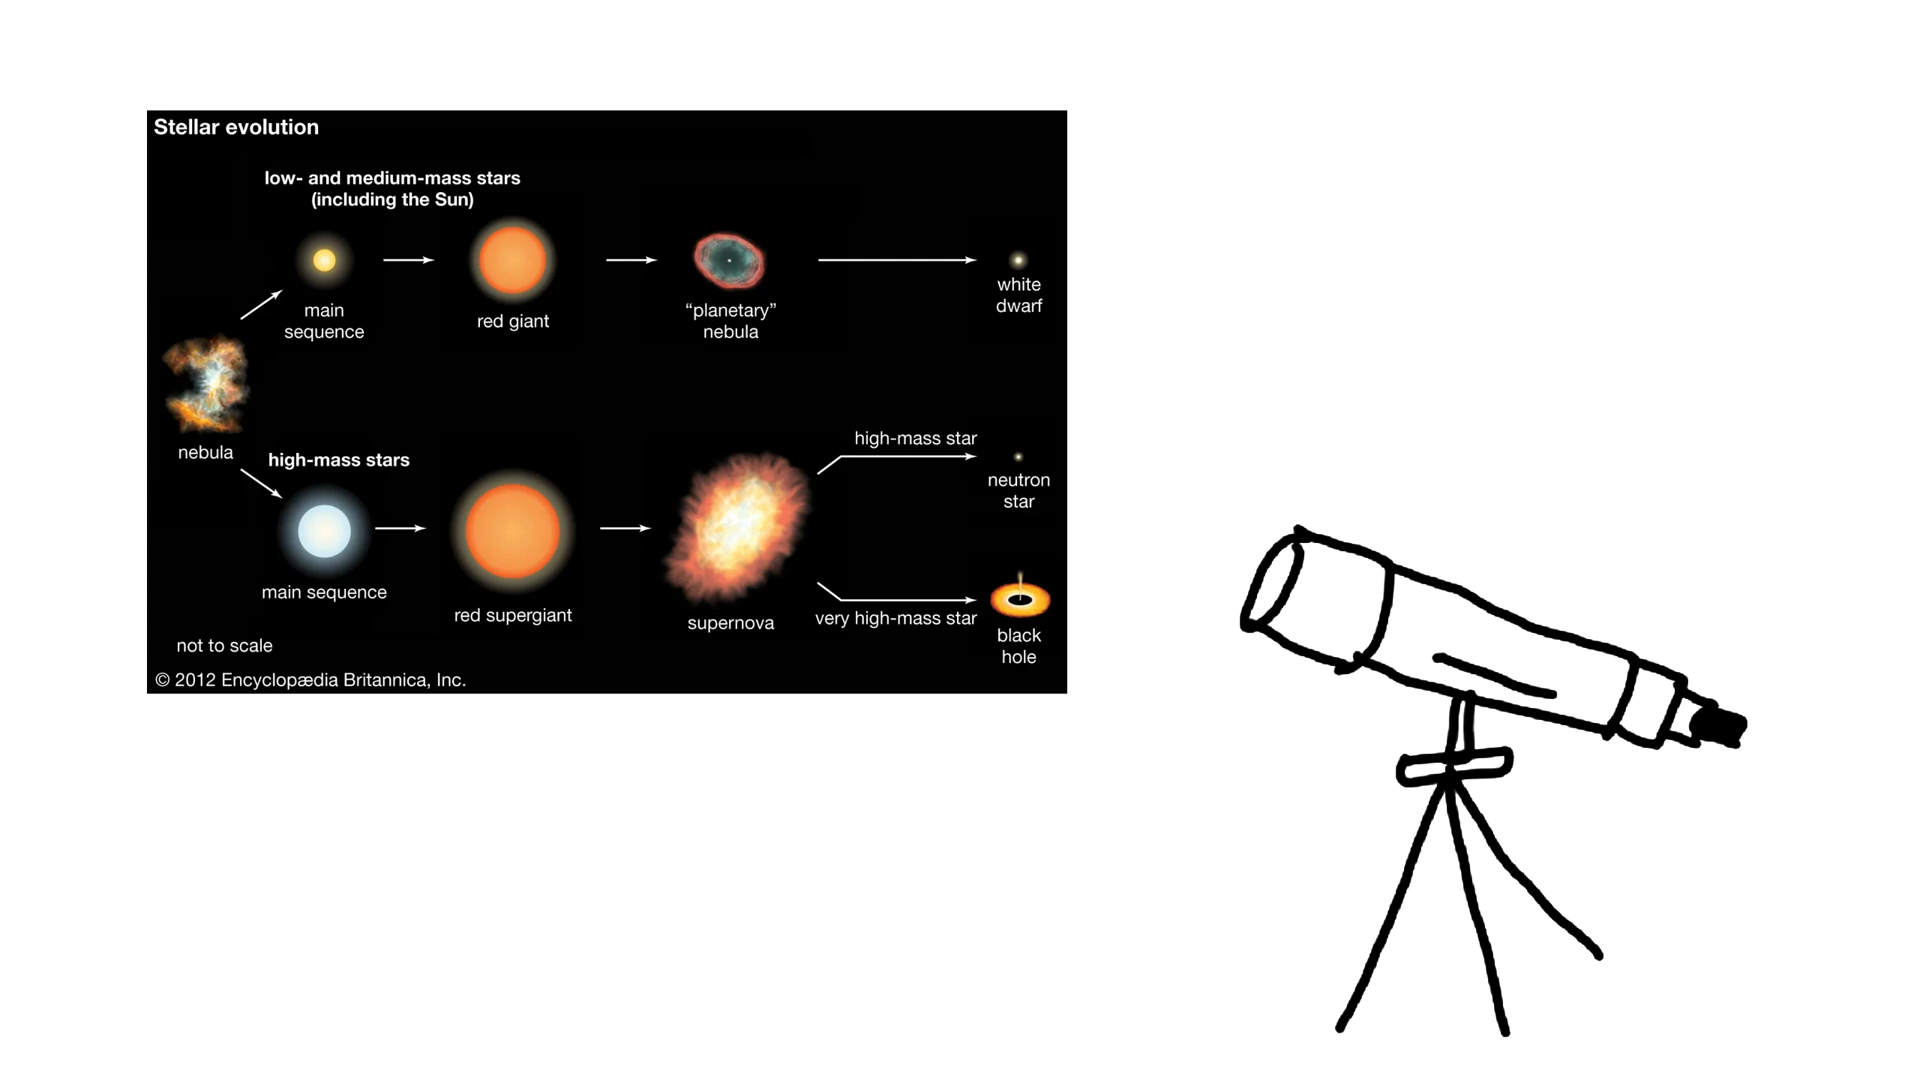 Stellar evolution
low- and medium-mass stars
(including the Sun)
main
sequence
red giant
“planetary”
nebula
white
dwarf
nebula
high-mass stars
main sequence
red supergiant
supernova
high-mass star
neutron
star
very high-mass star
black
hole
not to scale
© 2012 Encyclopædia Britannica, Inc.